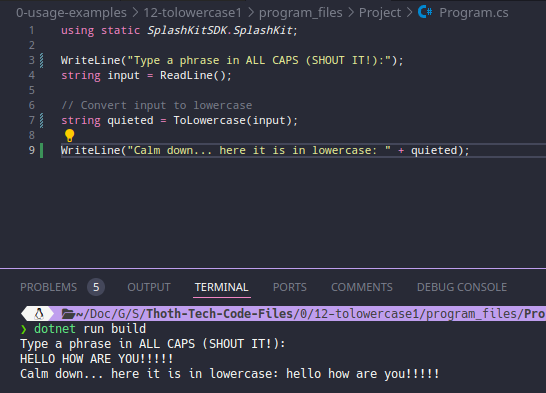 0-usage-examples > 12-tolowercase1 > program_files > Project > C# Program.cs
1 using static SplashKitSDK.SplashKit;
2
3 WriteLine("Type a phrase in ALL CAPS (SHOUT IT!):");
4 string input = ReadLine();
5
6 // Convert input to lowercase
7 string quieted = ToLowercase(input);
8
9 WriteLine("Calm down... here it is in lowercase: " + quieted);
PROBLEMS 5 OUTPUT TERMINAL PORTS COMMENTS DEBUG CONSOLE
~/Doc/G/S/Thoth-Tech-Code-Files/0/12-tolowercase1/program_files/Pro
❯ dotnet run build
Type a phrase in ALL CAPS (SHOUT IT!):
HELLO HOW ARE YOU!!!!!
Calm down... here it is in lowercase: hello how are you!!!!!